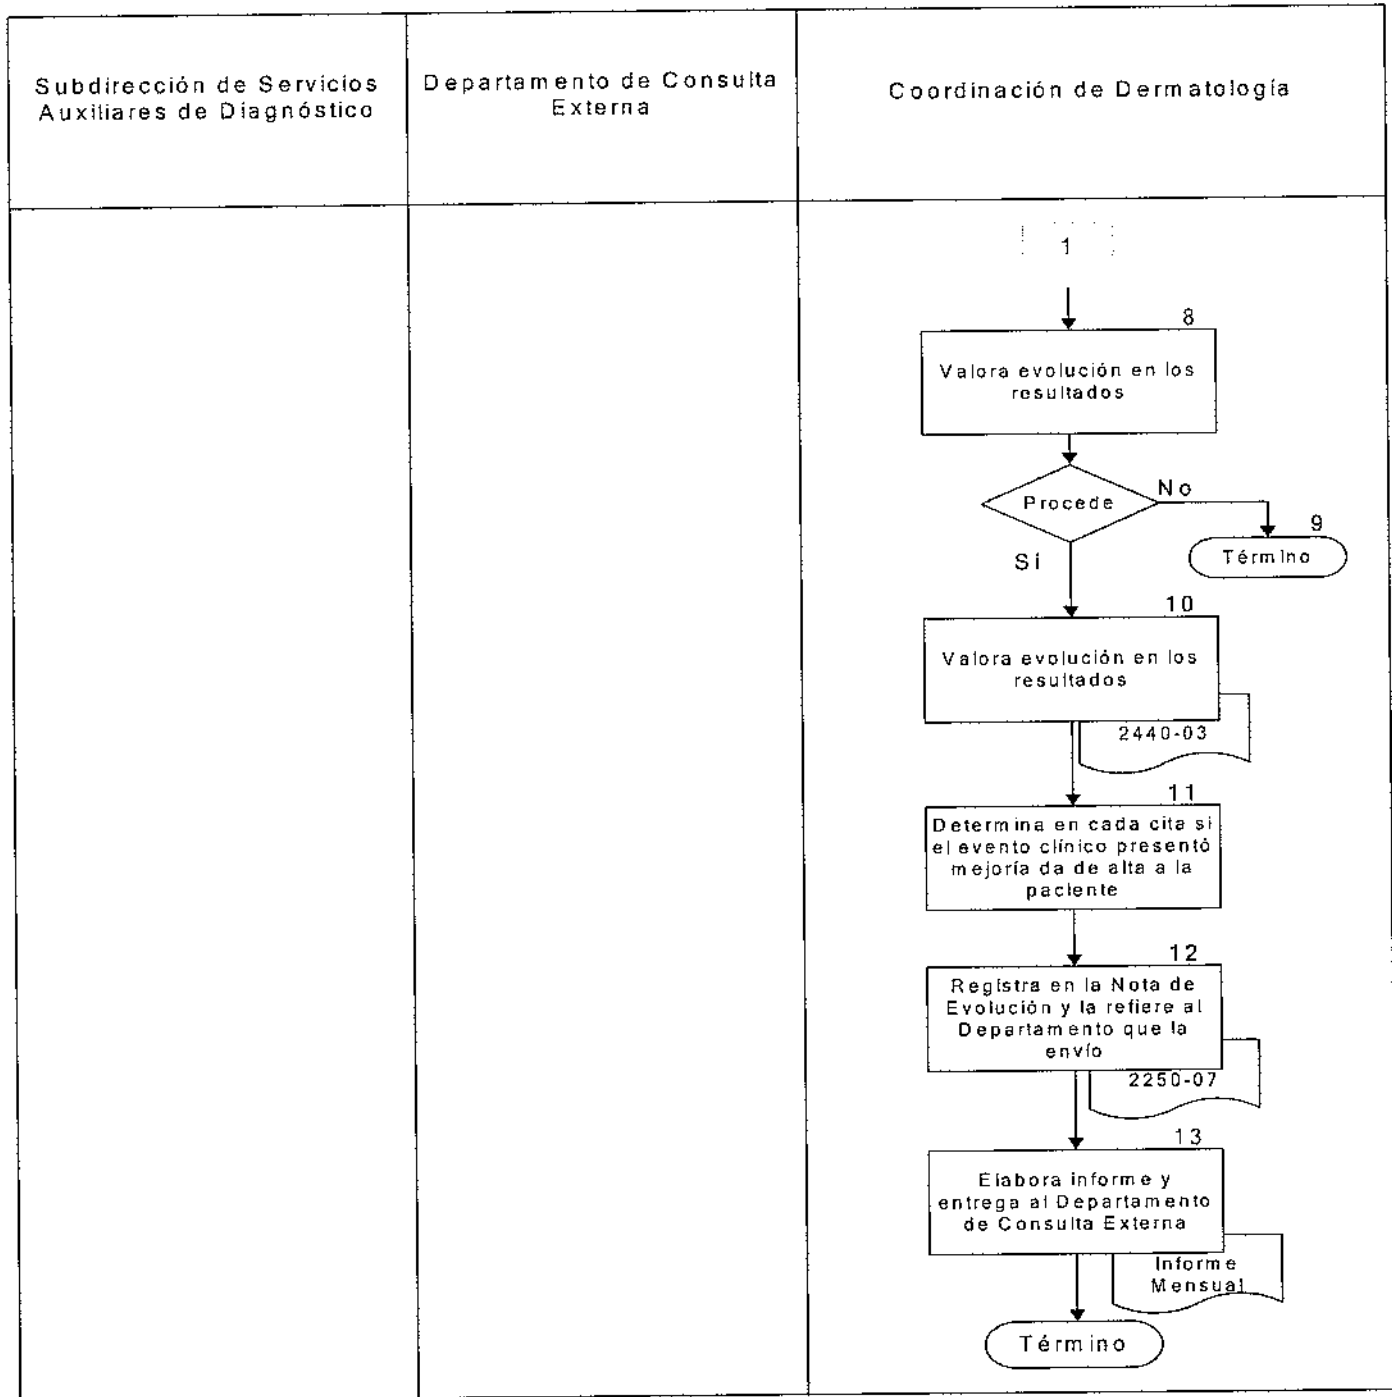 Subdirección de Servicios
Auxiliares de Diagnóstico
Departamento de Consulta
Externa
Coordinación de Dermatología
1
8
Valora evolución en los
resultados
Procede
No
9
Término
Sí
10
Valora evolución en los
resultados
2440-03
11
Determina en cada cita si
el evento clínico presentó
mejoría da de alta a la
paciente
12
Registra en la Nota de
Evolución y la refiere al
Departamento que la
envío
2250-07
13
Elabora informe y
entrega al Departamento
de Consulta Externa
Informe
Mensual
Término